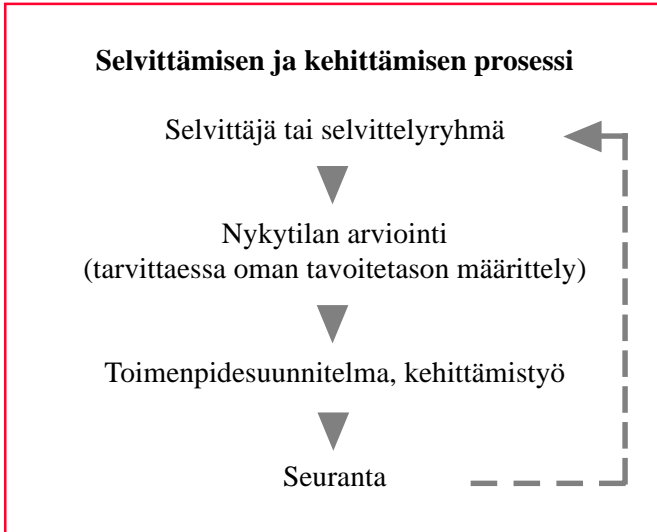 Selvittämisen ja kehittämisen prosessi
Selvittäjä tai selvittelyryhmä
Nykytilan arviointi
(tarvittaessa oman tavoitetason määrittely)
Toimenpidesuunnitelma, kehittämistyö
Seuranta